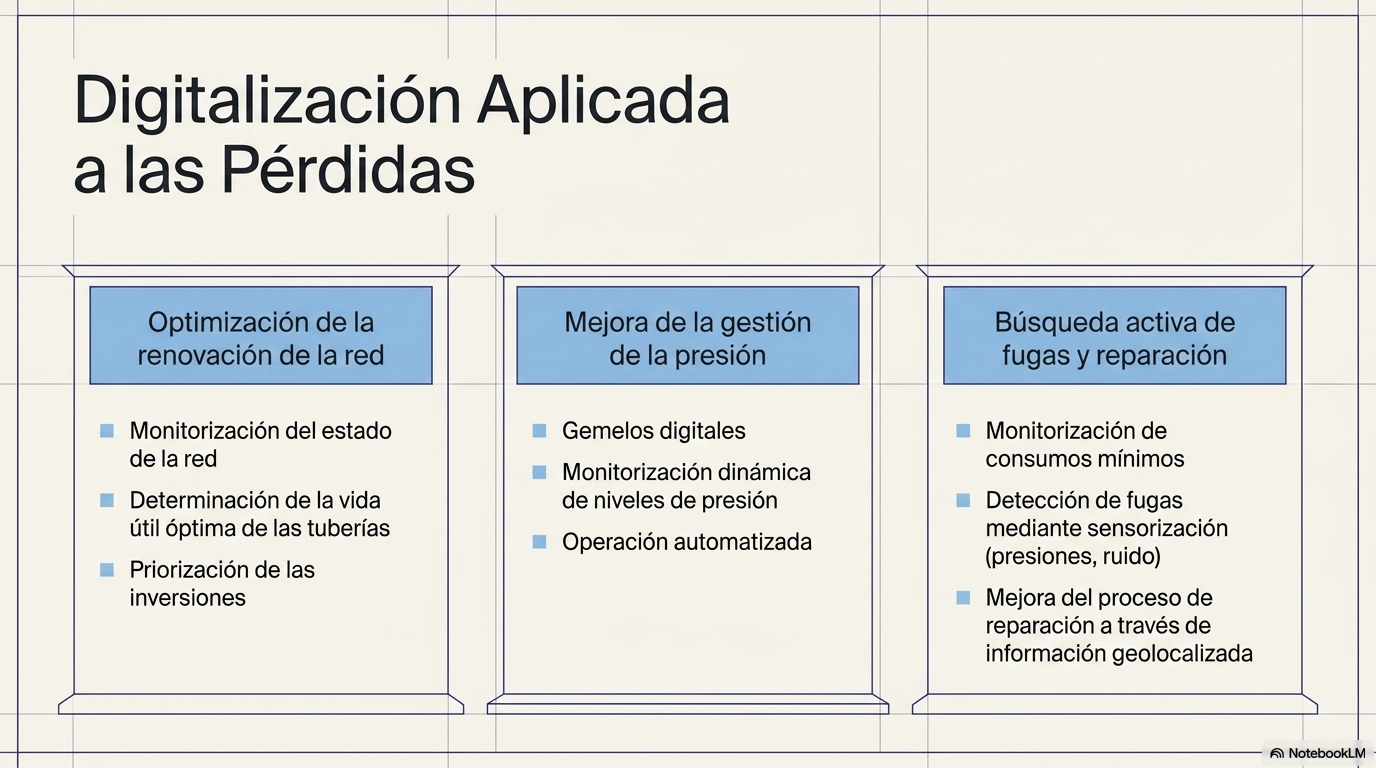 Digitalización Aplicada
a las Pérdidas
Optimización de la
renovación de la red
Monitorización del estado
de la red
Determinación de la vida
útil óptima de las tuberías
Priorización de las
inversiones
Mejora de la gestión
de la presión
Gemelos digitales
Monitorización dinámica
de niveles de presión
Operación automatizada
Búsqueda activa de
fugas y reparación
Monitorización de
consumos mínimos
Detección de fugas
mediante sensorización
(presiones, ruido)
Mejora del proceso de
reparación a través de
información geolocalizada
NotebookLM